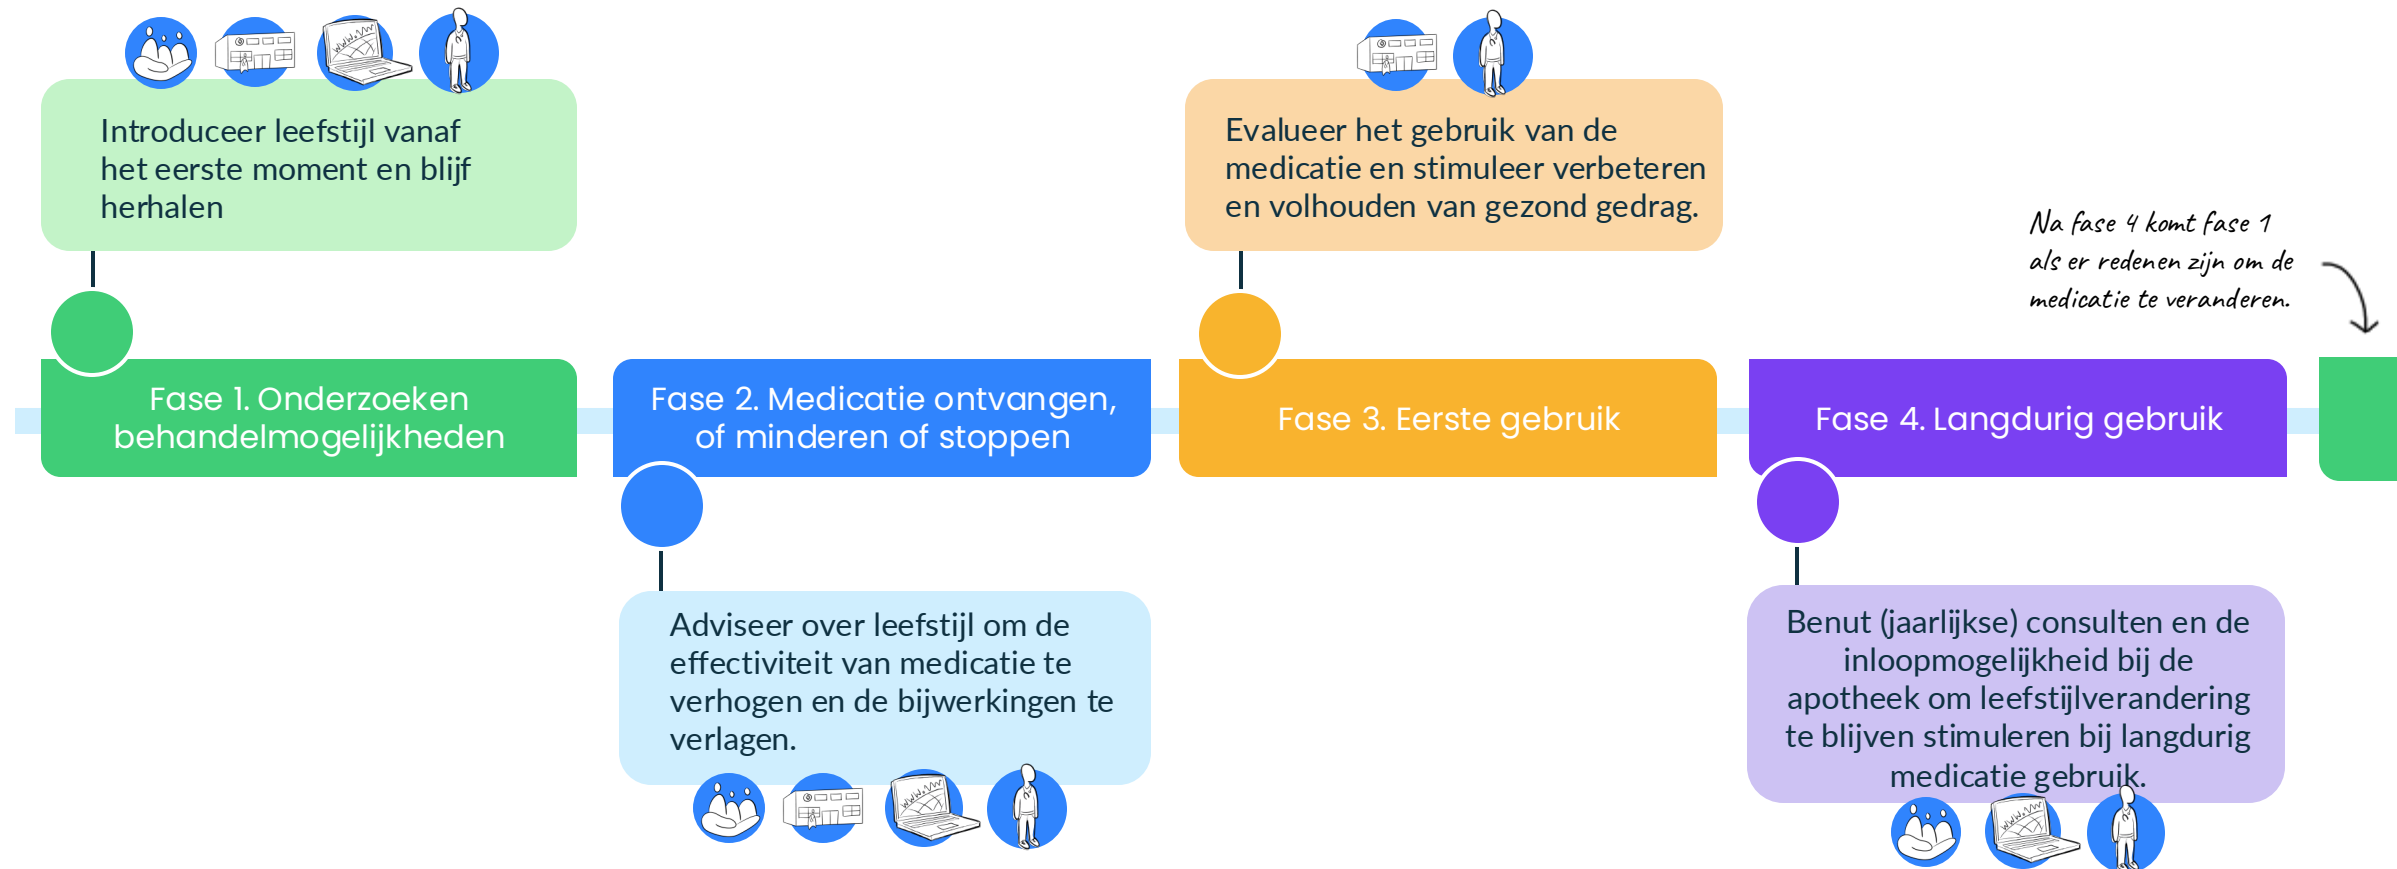 Introduceer leefstijl vanaf
het eerste moment en blijf
herhalen
Evalueer het gebruik van de
medicatie en stimuleer verbeteren
en volhouden van gezond gedrag.
Na fase 4 komt fase 1
als er redenen zijn om de
medicatie te veranderen.
Fase 1. Onderzoeken
behandelmogelijkheden
Fase 2. Medicatie ontvangen,
of minderen of stoppen
Fase 3. Eerste gebruik
Fase 4. Langdurig gebruik
Adviseer over leefstijl om de
effectiviteit van medicatie te
verhogen en de bijwerkingen te
verlagen.
Benut (jaarlijkse) consulten en de
inloopmogelijkheid bij de
apotheek om leefstijlverandering
te blijven stimuleren bij langdurig
medicatie gebruik.